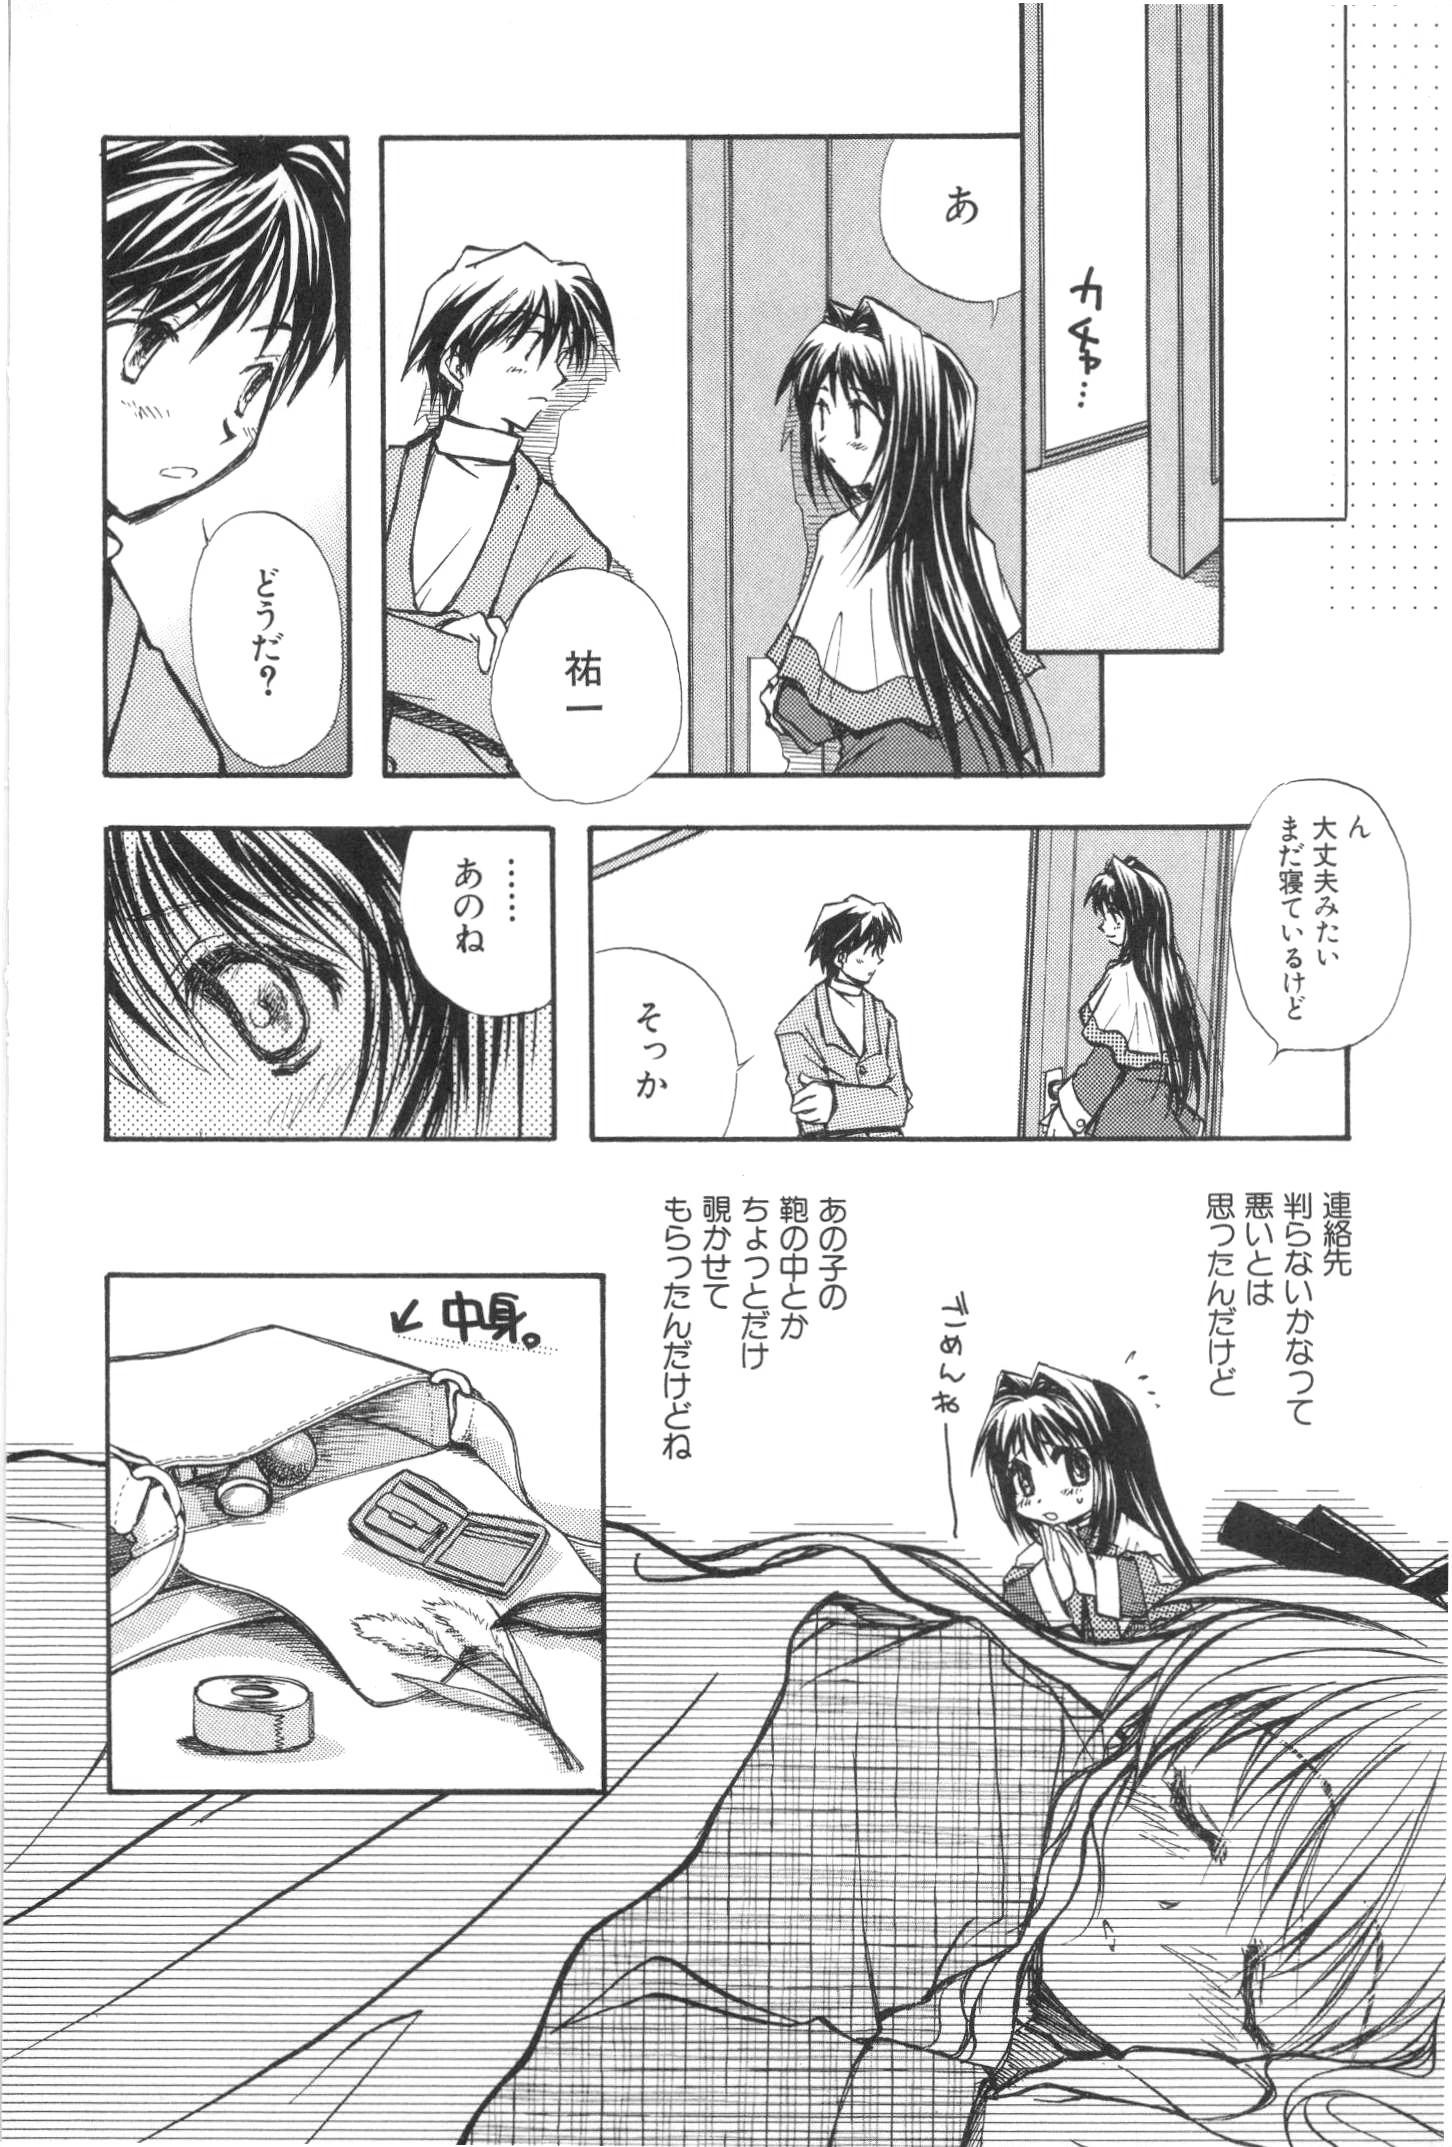 カチャ…
あ
祐一
どうだ?
ん
大丈夫みたい
まだ寝ているけど
そっか
……
あのね
連絡先
判らないかなって
悪いとは
思ったんだけど
ごめんねー
あの子の
鞄の中とか
ちょっとだけ
覗かせて
もらったんだけどね
←中身。